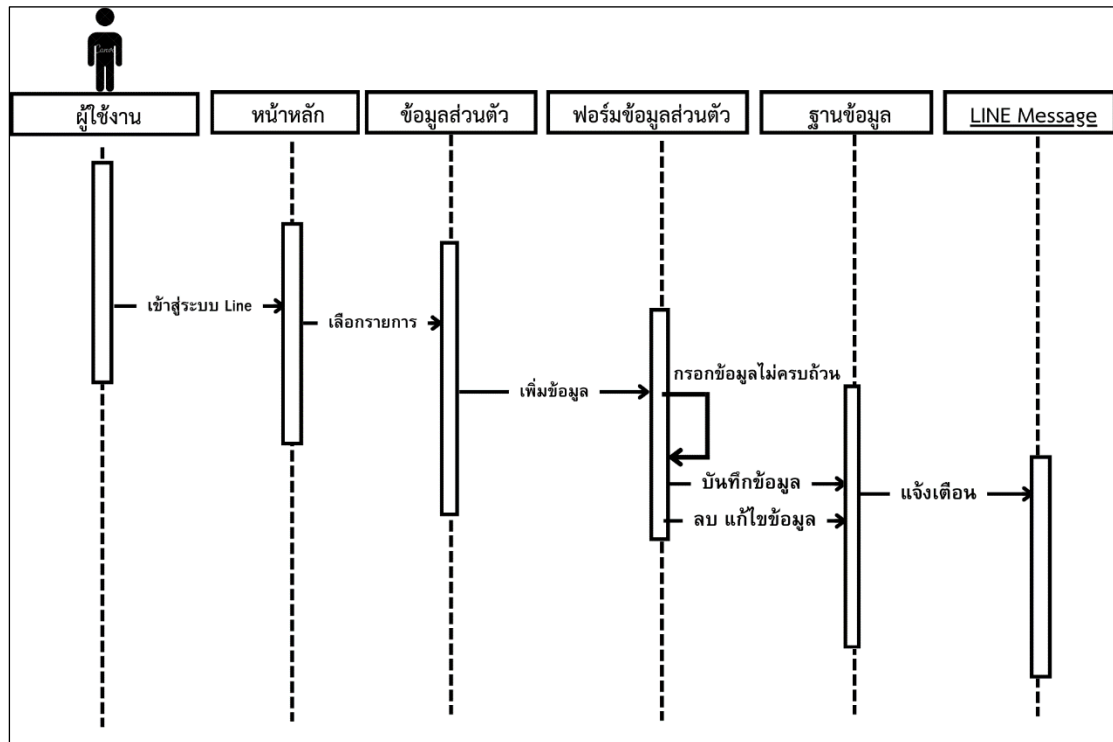 Canva
ผู้ใช้งาน
หน้าหลัก
ข้อมูลส่วนตัว
ฟอร์มข้อมูลส่วนตัว
ฐานข้อมูล
LINE Message
เข้าสู่ระบบ Line
เลือกรายการ
เพิ่มข้อมูล
กรอกข้อมูลไม่ครบถ้วน
บันทึกข้อมูล
แจ้งเตือน
ลบ แก้ไขข้อมูล